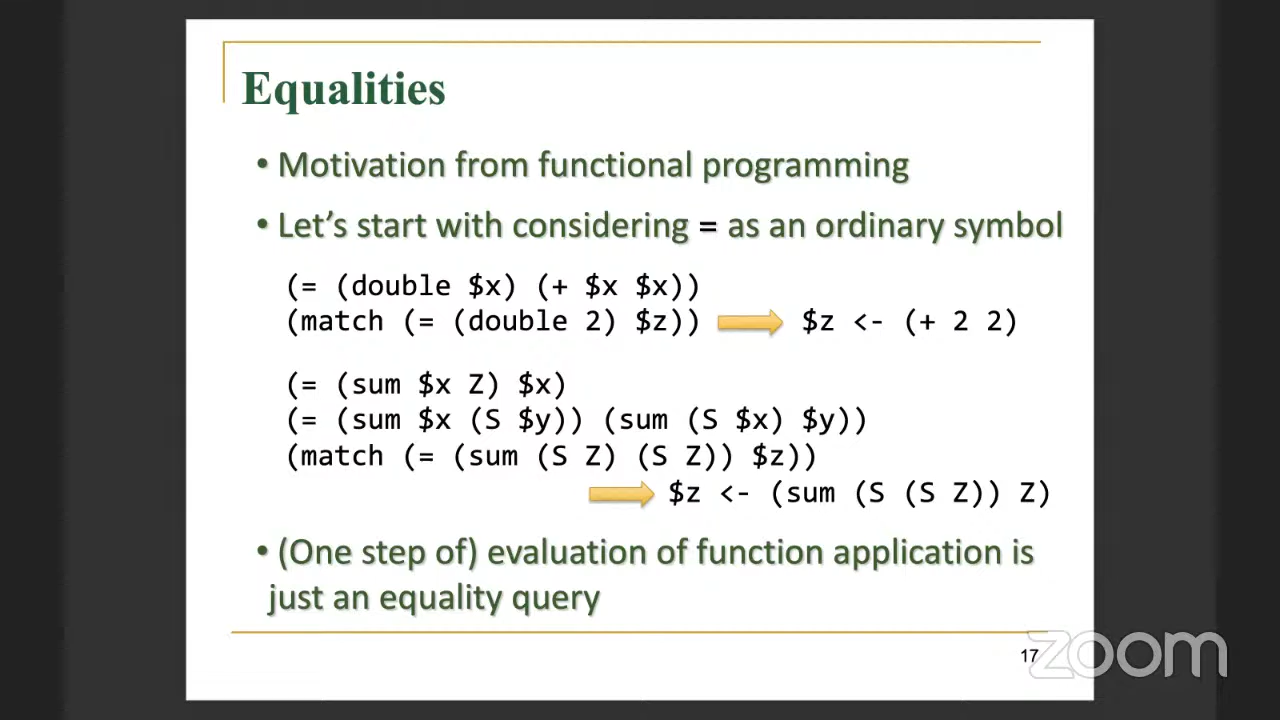 Equalities
• Motivation from functional programming
• Let’s start with considering = as an ordinary symbol
(= (double $x) (+ $x $x))
(match (= (double 2) $z)) $z <- (+ 2 2)
(= (sum $x Z) $x)
(= (sum $x (S $y)) (sum (S $x) $y))
(match (= (sum (S Z) (S Z)) $z))
$z <- (sum (S (S Z)) Z)
• (One step of) evaluation of function application is
just an equality query
17
zoom